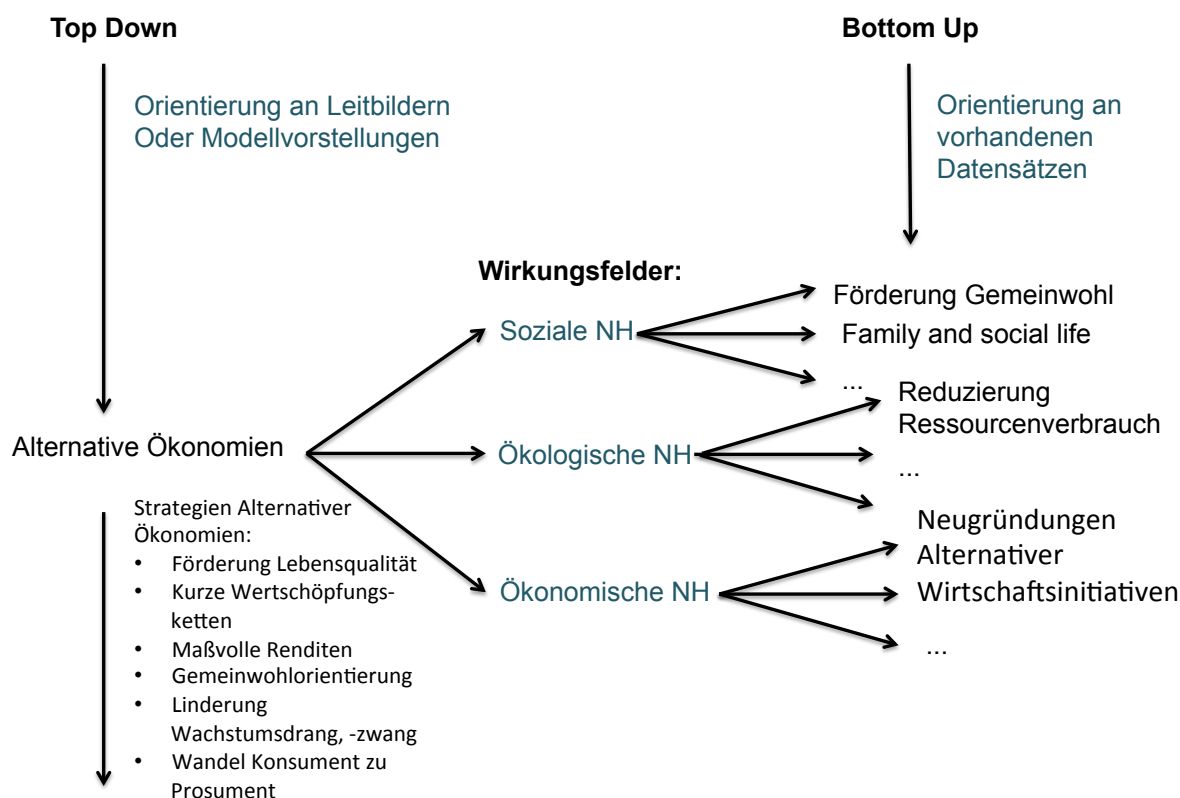 Top Down
Bottom Up
Orientierung an Leitbildern
Oder Modellvorstellungen
Orientierung an
vorhandenen
Datensätzen
Wirkungsfelder:
Soziale NH
Förderung Gemeinwohl
Family and social life
...
Alternative Ökonomien
Ökologische NH
Reduzierung
Ressourcenverbrauch
...
Ökonomische NH
Neugründungen
Alternativer
Wirtschaftsinitiativen
...
Strategien Alternativer
Ökonomien:
• Förderung Lebensqualität
• Kurze Wertschöpfungs-
ketten
• Maßvolle Renditen
• Gemeinwohlorientierung
• Linderung
Wachstumsdrang, -zwang
• Wandel Konsument zu
Prosument